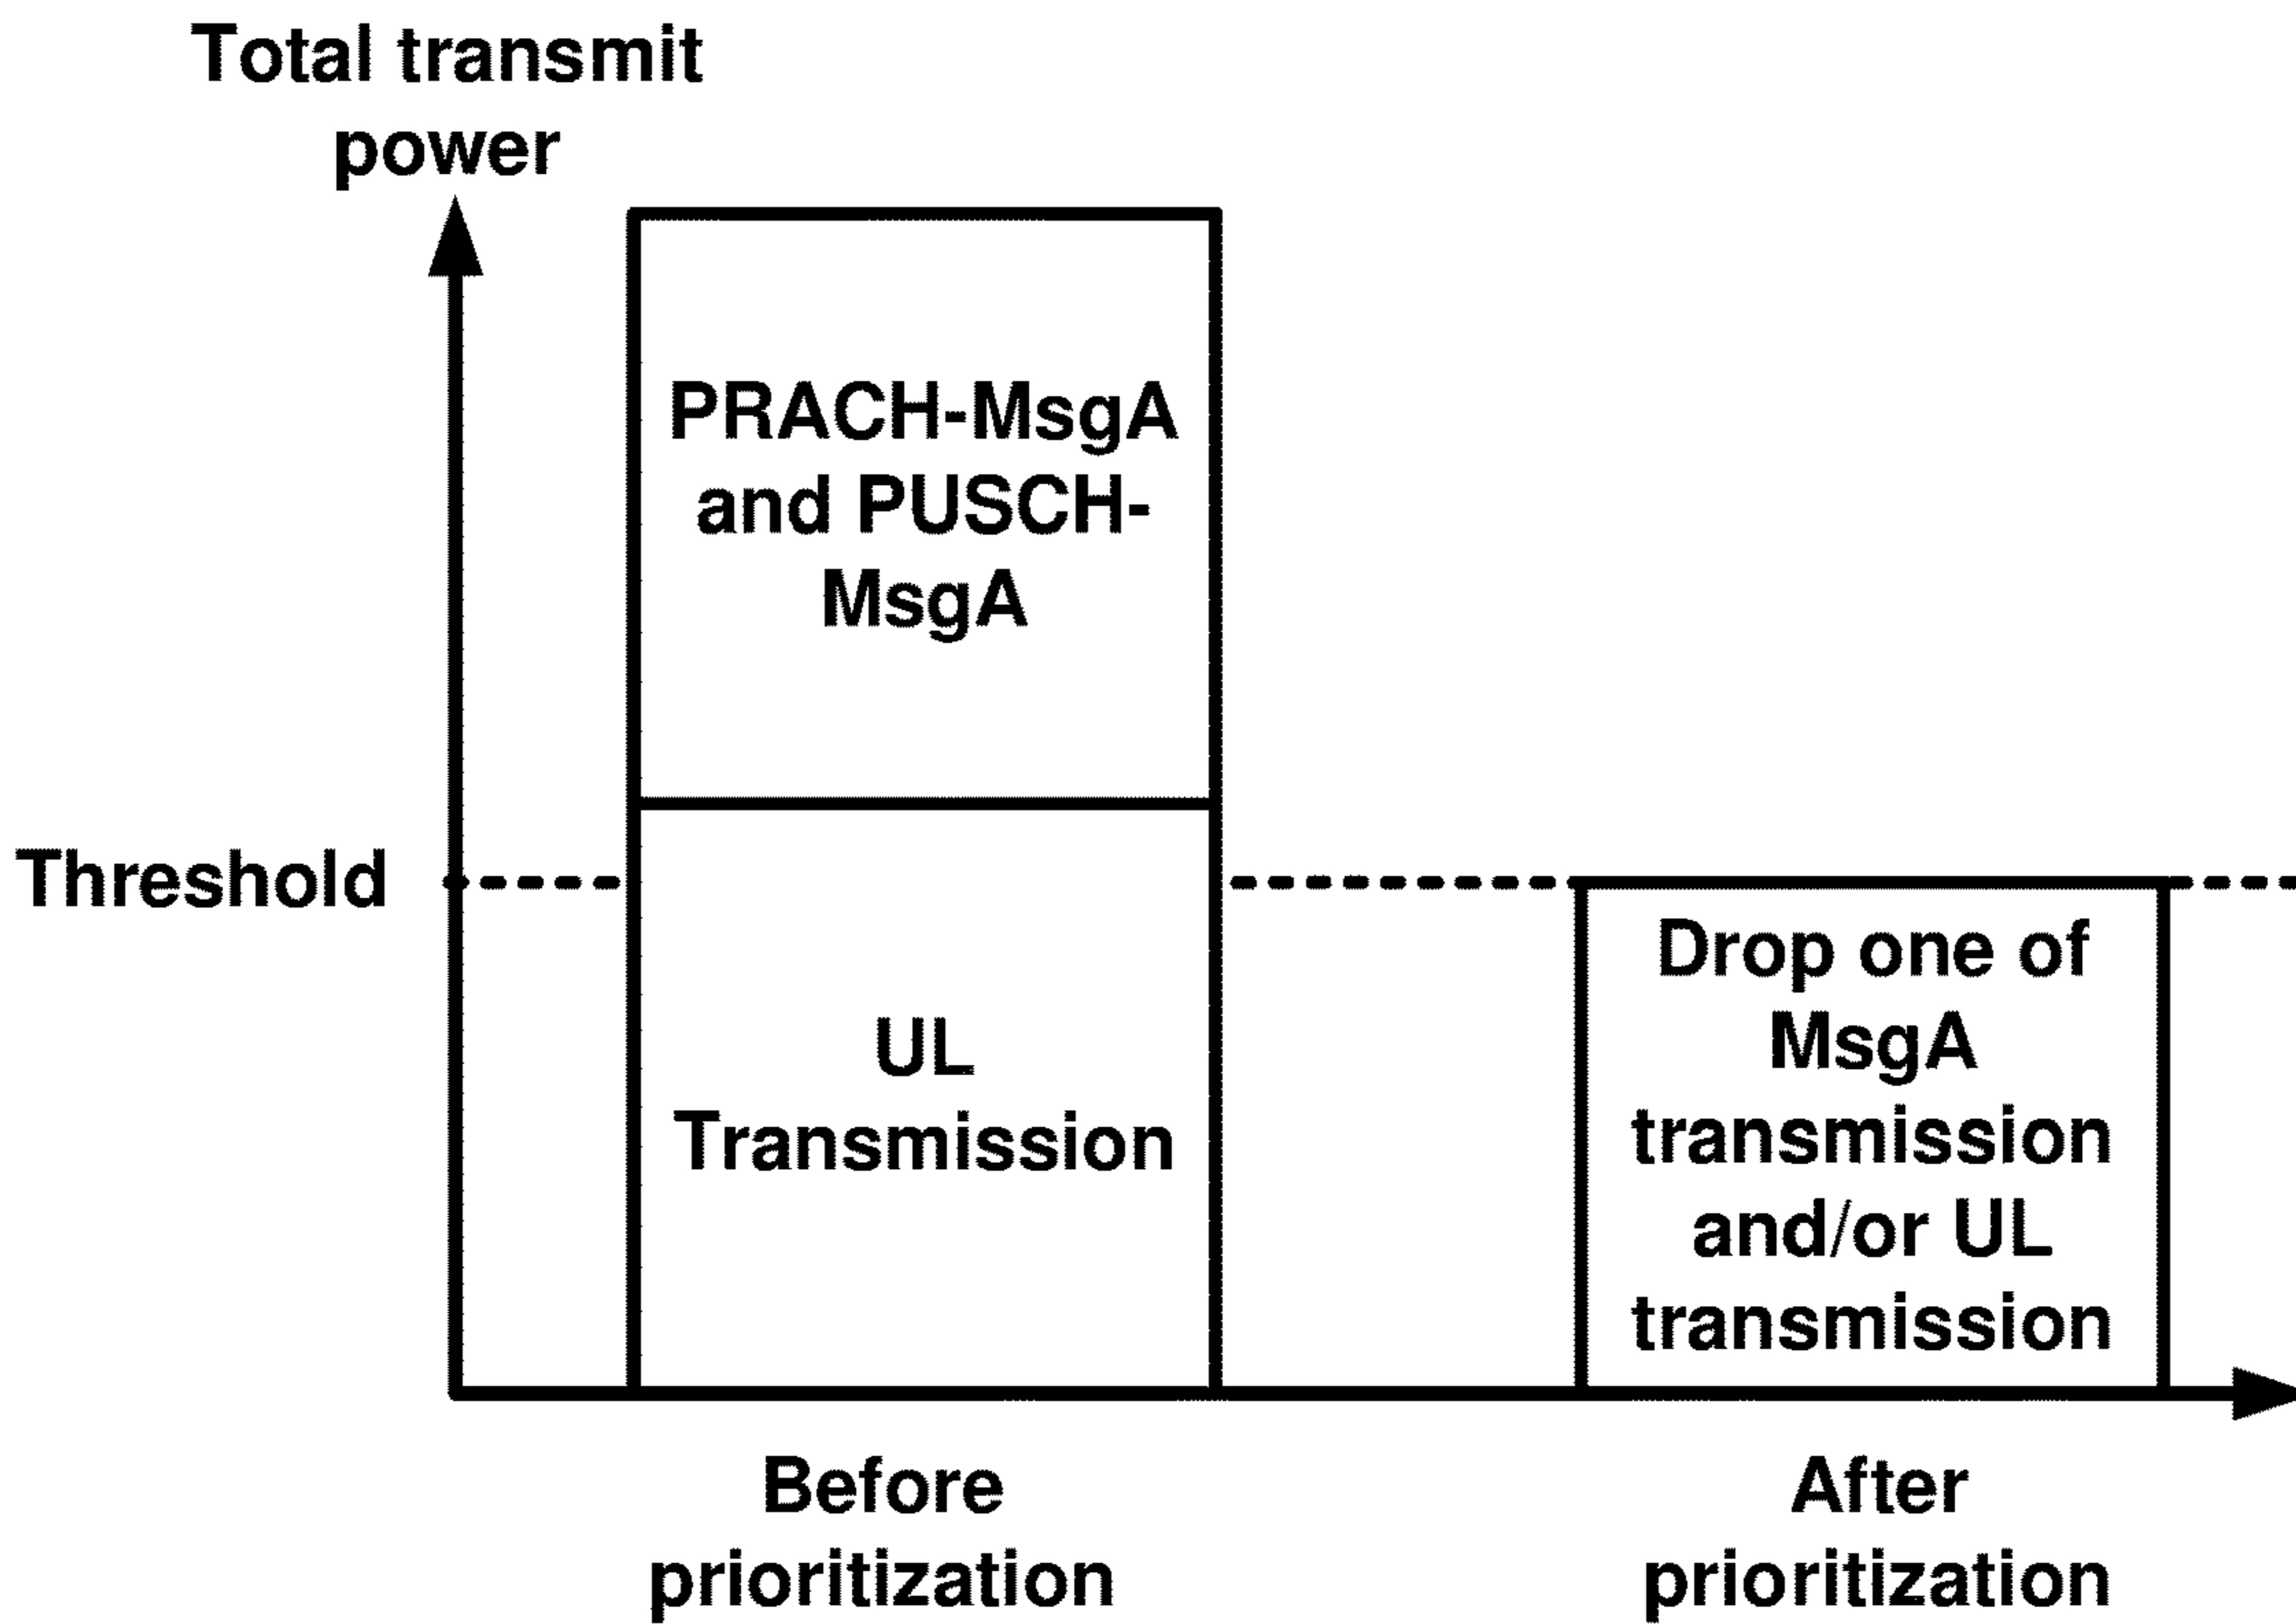 Total transmit
power
PRACH-MsgA
and PUSCH-
MsgA
Threshold
UL
Transmission
Drop one of
MsgA
transmission
and/or UL
transmission
Before
prioritization
After
prioritization